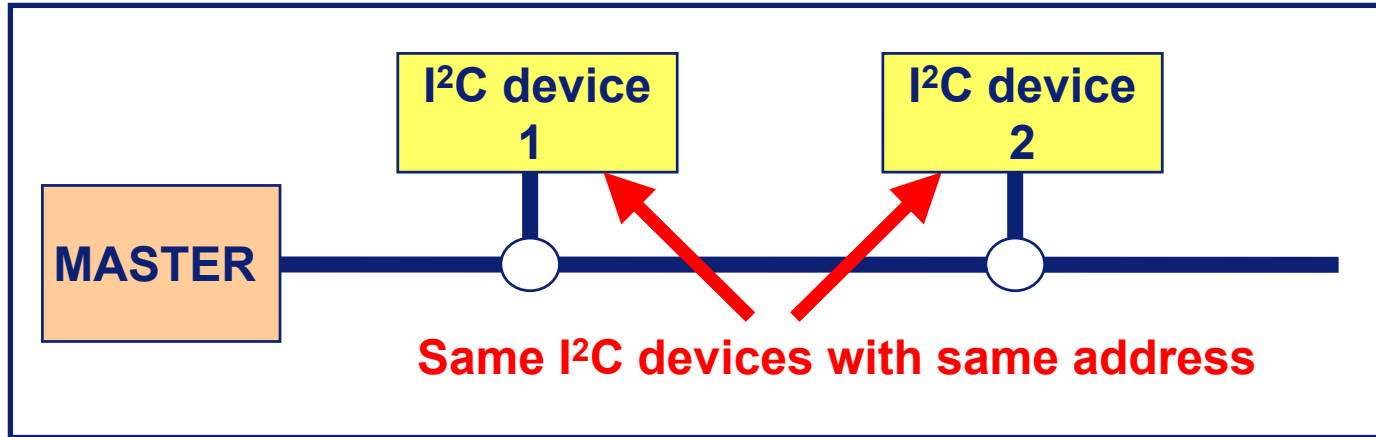 I²C device
1
I²C device
2
MASTER
Same I²C devices with same address